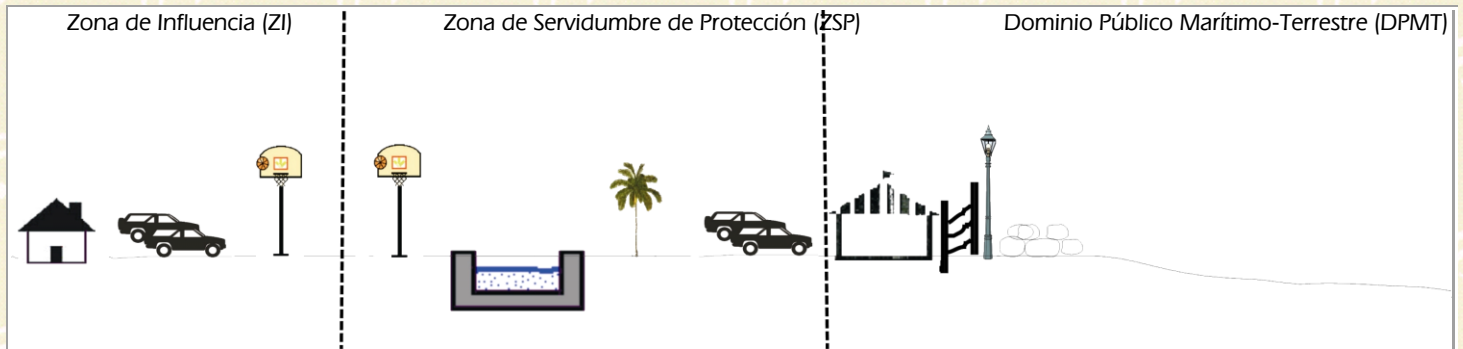 Zona de Influencia (ZI)
Zona de Servidumbre de Protección (ZSP)
Dominio Público Marítimo-Terrestre (DPMT)